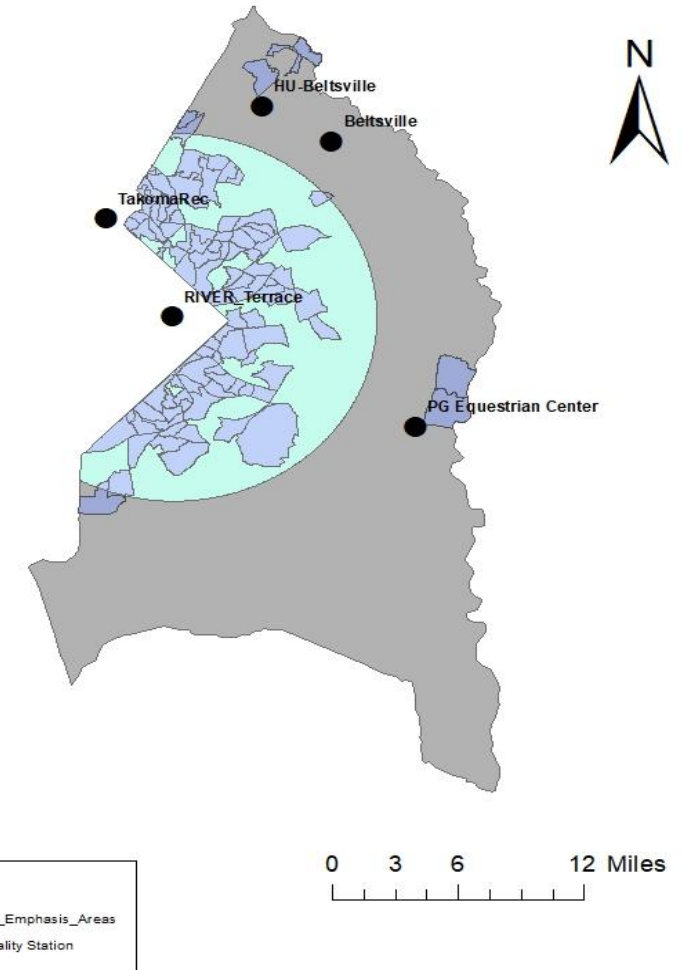 N
HU-Beltsville
Beltsville
TakomaRec
RIVER_Terrace
PG Equestrian Center
0 3 6 12 Miles
_Emphasis_Areas
ality Station